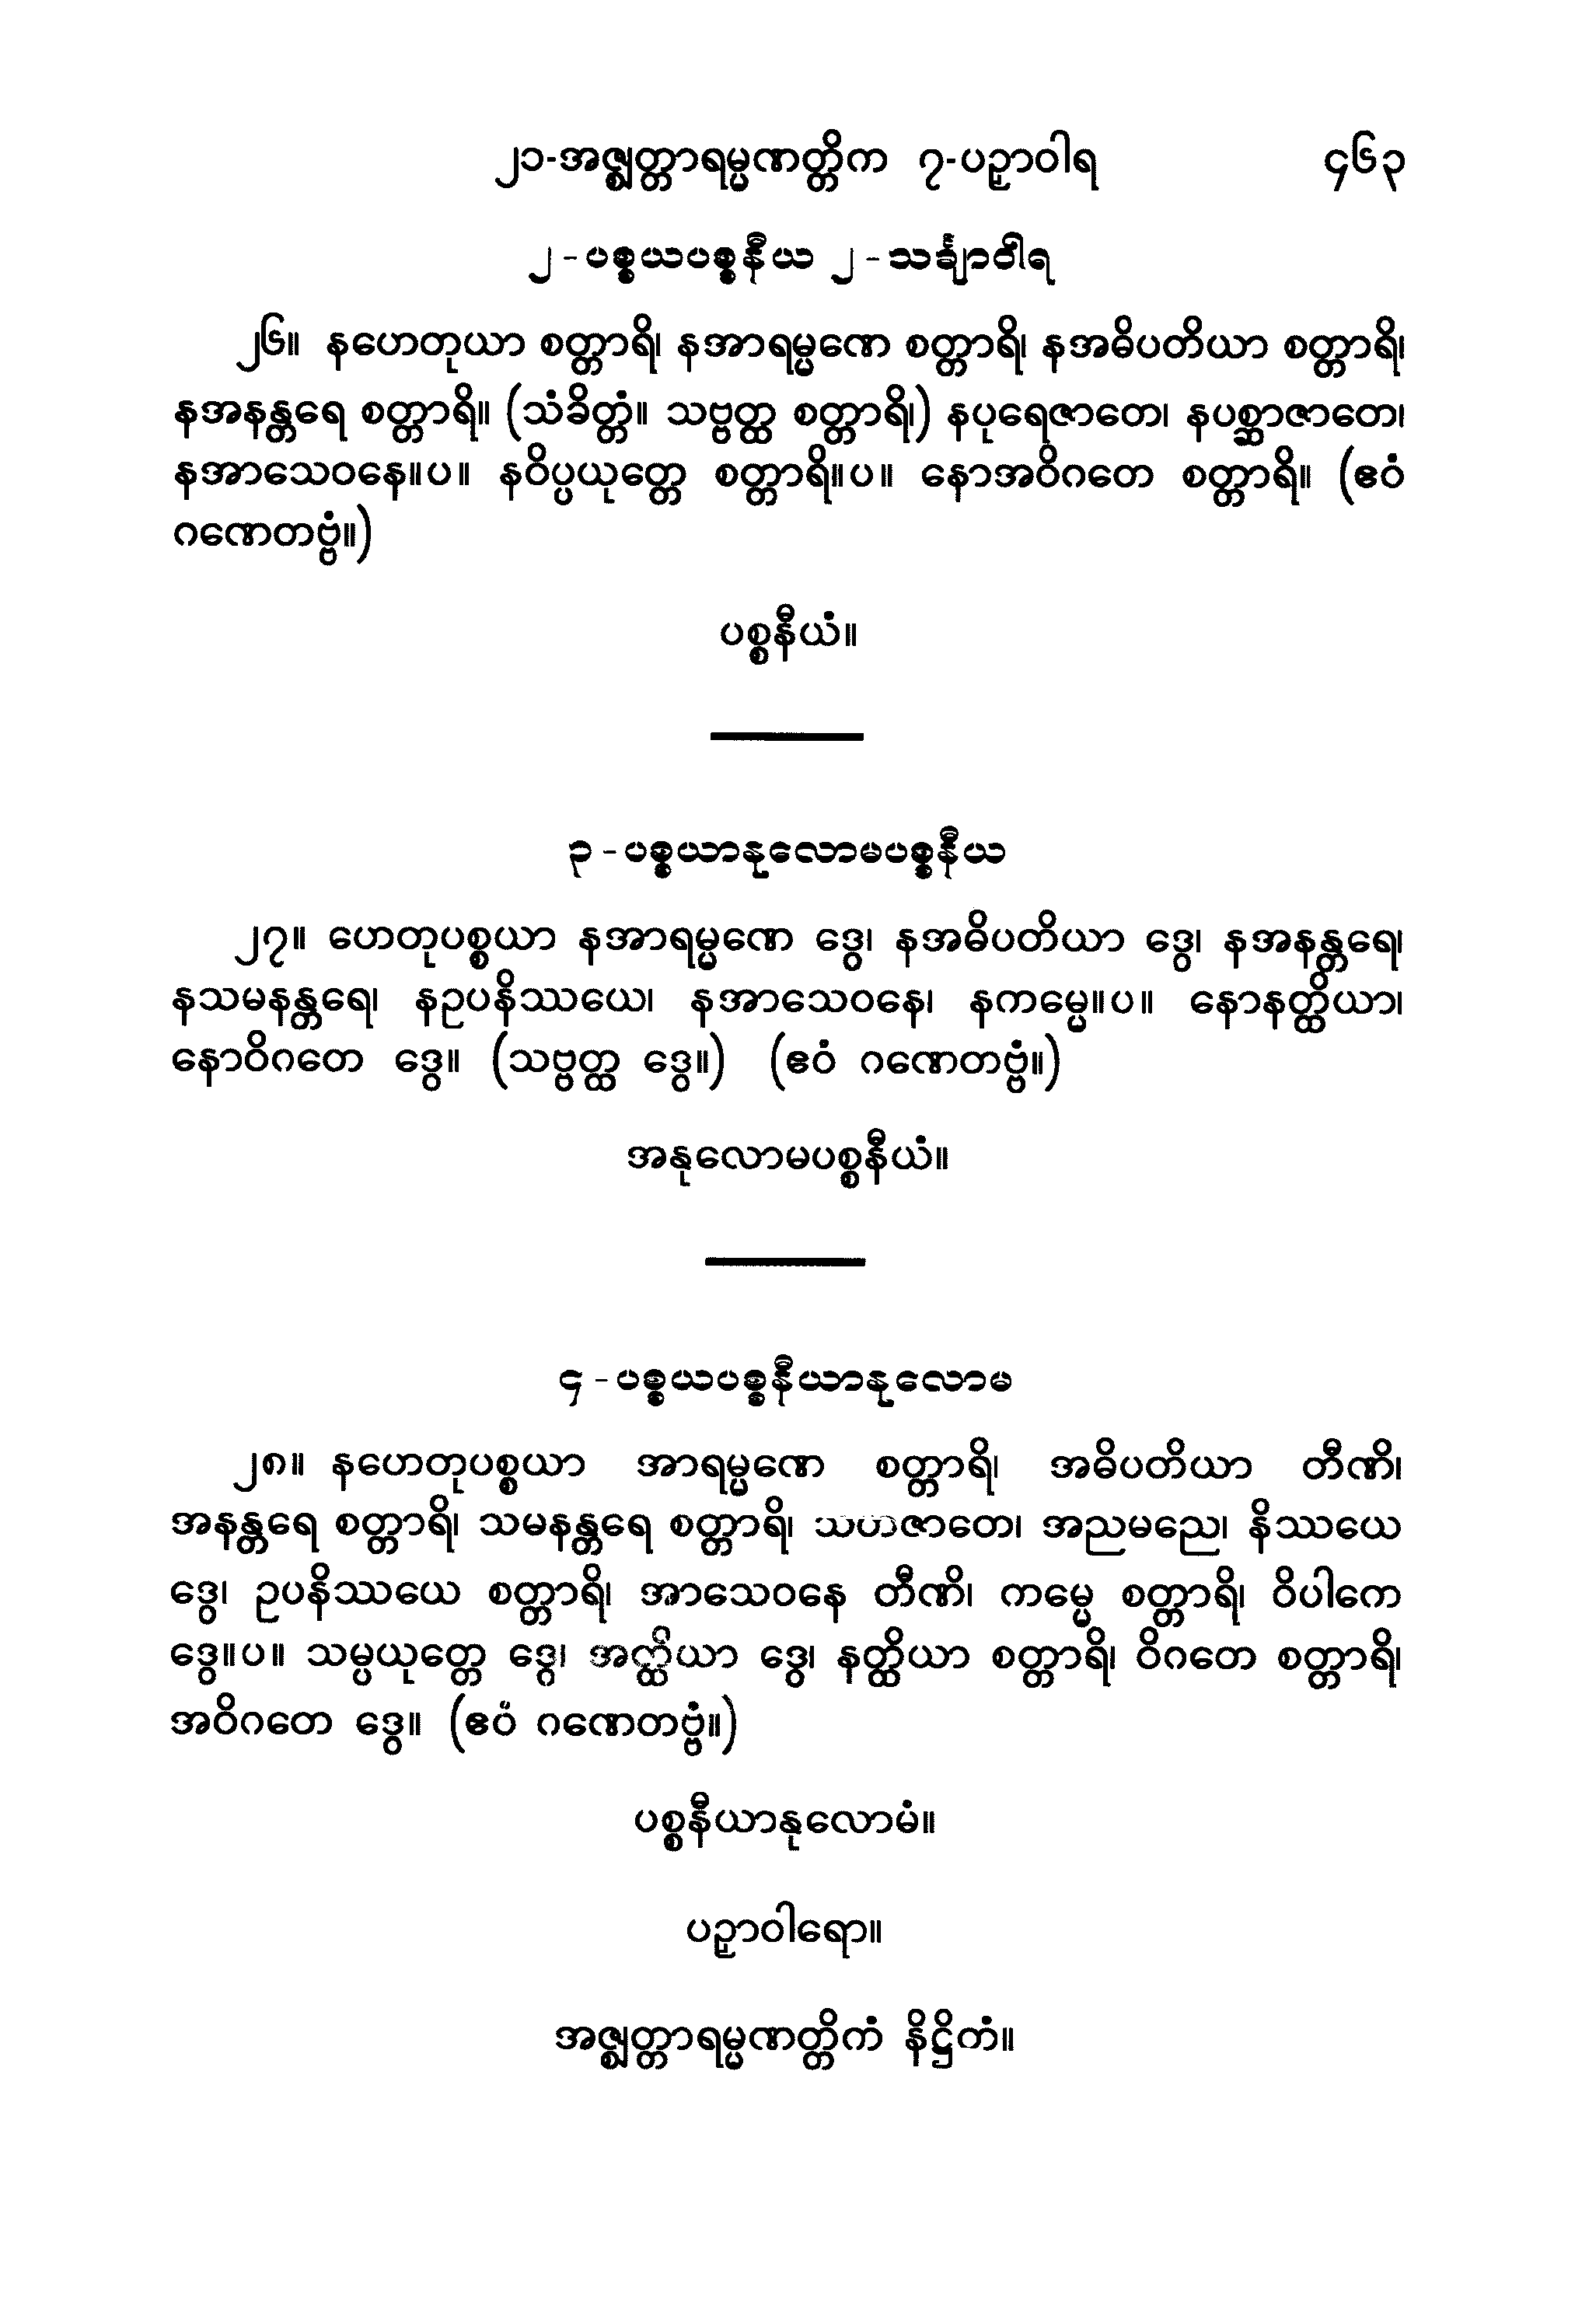 ၂၁-အဇ္ဈတ္တာရမ္မဏတ္တိက ၇-ပဉှာဝါရ ၄၆၃
၂-ပစ္စယပစ္စနီယ ၂-သင်္ချာဝါရ
၂၆။ နဟေတုယာ စတ္တာရိ၊ နအာရမ္မဏေ စတ္တာရိ၊ နအဓိပတိယာ စတ္တာရိ၊
နအနန္တရေ စတ္တာရိ။ (သံခိတ္တံ။ သဗ္ဗတ္ထ စတ္တာရိ၊) နပုရေဇာတေ၊ နပစ္ဆာဇာတေ၊
နအာသေဝနေ။ပ။ နဝိပ္ပယုတ္တေ စတ္တာရိ။ပ။ နောအဝိဂတေ စတ္တာရိ။ (ဧဝံ
ဂဏေတဗ္ဗံ။)
ပစ္စနီယံ။
၃-ပစ္စယာနုလောမပစ္စနီယ
၂၇။ ဟေတုပစ္စယာ နအာရမ္မဏေ ဒွေ၊ နအဓိပတိယာ ဒွေ၊ နအနန္တရေ၊
နသမနန္တရေ၊ နဥပနိဿယေ၊ နအာသေဝနေ၊ နကမ္မေ။ပ။ နောနတ္ထိယာ၊
နောဝိဂတေ ဒွေ။ (သဗ္ဗတ္ထ ဒွေ။) (ဧဝံ ဂဏေတဗ္ဗံ။)
အနုလောမပစ္စနီယံ။
၄-ပစ္စယပစ္စနီယာနုလောမ
၂၈။ နဟေတုပစ္စယာ အာရမ္မဏေ စတ္တာရိ၊ အဓိပတိယာ တီဏိ၊
အနန္တရေ စတ္တာရိ၊ သမနန္တရေ စတ္တာရိ၊ သဟဇာတေ၊ အညမညေ၊ နိဿယေ
ဒွေ၊ ဥပနိဿယေ စတ္တာရိ၊ အာသေဝနေ တီဏိ၊ ကမ္မေ စတ္တာရိ၊ ဝိပါကေ
ဒွေ။ပ။ သမ္ပယုတ္တေ ဒွေ၊ အတ္ထိယာ ဒွေ၊ နတ္ထိယာ စတ္တာရိ၊ ဝိဂတေ စတ္တာရိ၊
အဝိဂတေ ဒွေ။ (ဧဝံ ဂဏေတဗ္ဗံ။)
ပစ္စနီယာနုလောမံ။
ပဉှာဝါရော။
အဇ္ဈတ္တာရမ္မဏတ္တိကံ နိဋ္ဌိတံ။